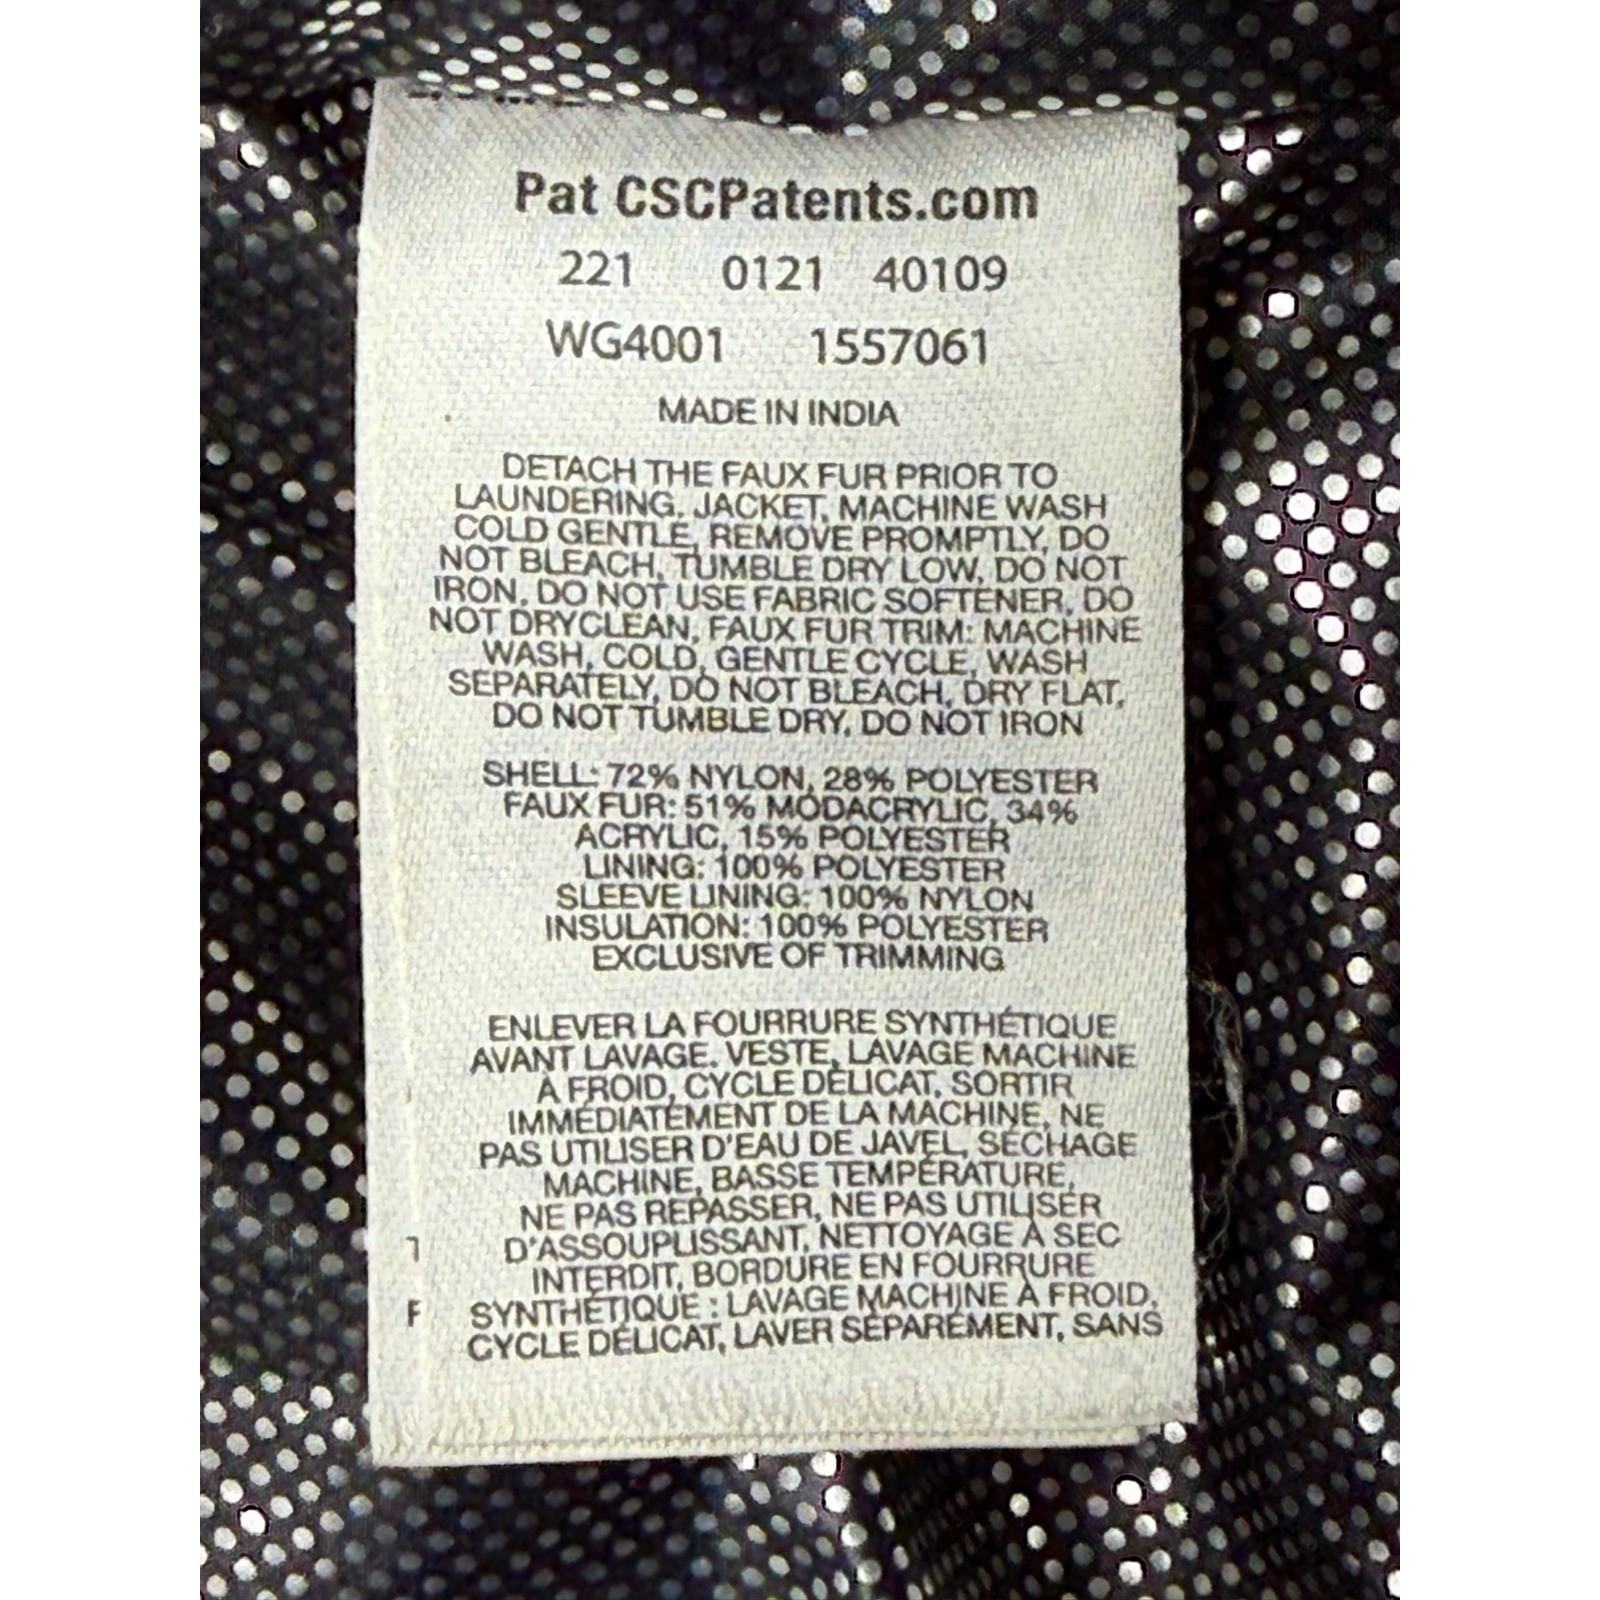 Pat CSCPatents.com
221 0121 40109
WG4001 1557061
MADE IN INDIA
DETACH THE FAUX FUR PRIOR TO
LAUNDERING. JACKET, MACHINE WASH
COLD GENTLE, REMOVE PROMPTLY, DO
NOT BLEACH, TUMBLE DRY LOW, DO NOT
IRON, DO NOT USE FABRIC SOFTENER, DO
NOT DRYCLEAN, FAUX FUR TRIM: MACHINE
WASH, COLD, GENTLE CYCLE, WASH
SEPARATELY, DO NOT BLEACH, DRY FLAT,
DO NOT TUMBLE DRY, DO NOT IRON
SHELL: 72% NYLON, 28% POLYESTER
FAUX FUR: 51% MODACRYLIC, 34%
ACRYLIC, 15% POLYESTER
LINING: 100% POLYESTER
SLEEVE LINING: 100% NYLON
INSULATION: 100% POLYESTER
EXCLUSIVE OF TRIMMING
ENLEVER LA FOURRURE SYNTHÉTIQUE
AVANT LAVAGE. VESTE, LAVAGE MACHINE
À FROID, CYCLE DÉLICAT, SORTIR
IMMÉDIATEMENT DE LA MACHINE, NE
PAS UTILISER D'EAU DE JAVEL, SÉCHAGE
MACHINE, BASSE TEMPÉRATURE,
NE PAS REPASSER, NE PAS UTILISER
D'ASSOUPLISSANT, NETTOYAGE À SEC
INTERDIT, BORDURE EN FOURRURE
SYNTHÉTIQUE : LAVAGE MACHINE À FROID,
CYCLE DÉLICAT, LAVER SÉPARÉMENT, SANS